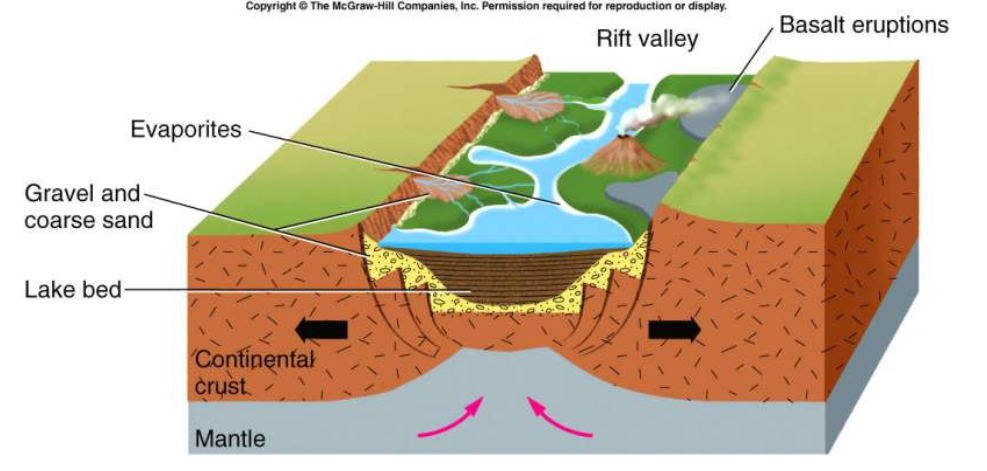 Copyright © The McGraw-Hill Companies, Inc. Permission required for reproduction or display.
Rift valley
Basalt eruptions
Evaporites
Gravel and
coarse sand
Lake bed
Continental
crust
Mantle